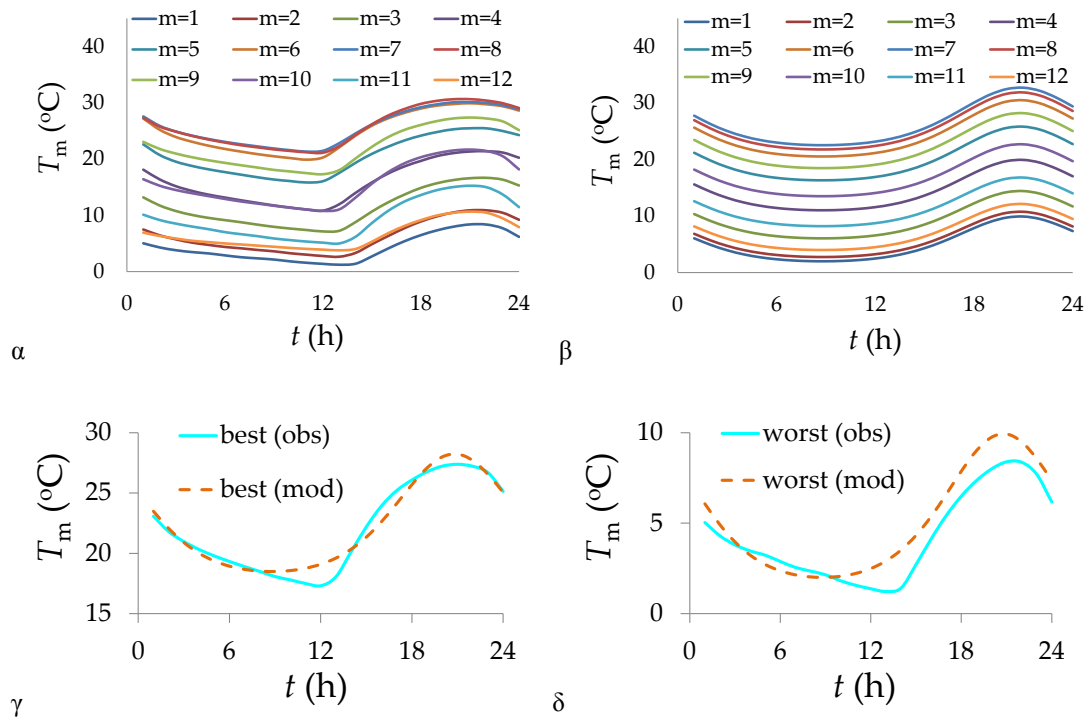 m=1 m=2 m=3 m=4
m=5 m=6 m=7 m=8
m=9 m=10 m=11 m=12
40
30
20
10
0
Tm (oC)
0 6 12 18 24
t (h)
α
m=1 m=2 m=3 m=4
m=5 m=6 m=7 m=8
m=9 m=10 m=11 m=12
40
30
20
10
0
Tm (oC)
0 6 12 18 24
t (h)
β
best (obs)
best (mod)
30
25
20
15
Tm (oC)
0 6 12 18 24
t (h)
γ
worst (obs)
worst (mod)
10
5
0
Tm (oC)
0 6 12 18 24
t (h)
δ